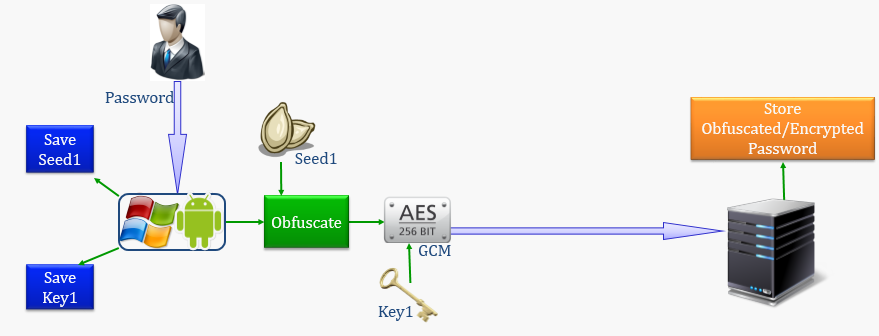 Password
Save
Seed1
Seed1
Store
Obfuscated/Encrypted
Password
Obfuscate
AES
256 BIT
GCM
Save
Key1
Key1